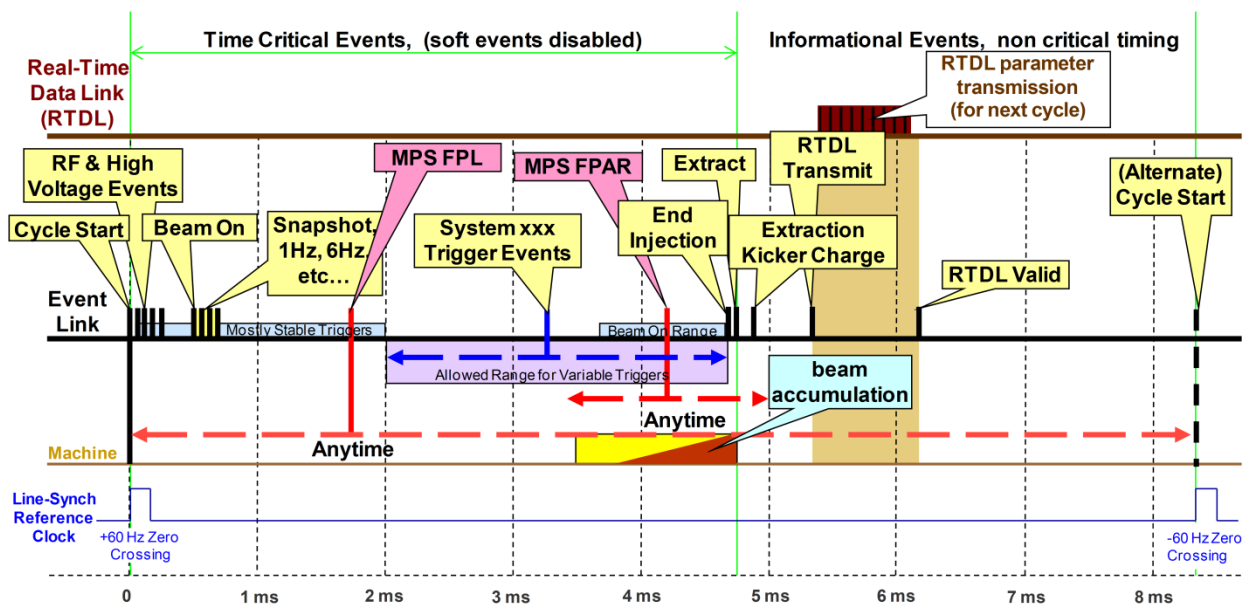 Time Critical Events, (soft events disabled)
Informational Events, non critical timing
Real-Time
Data Link
(RTDL)
RTDL parameter
transmission
(for next cycle)
RF & High
Voltage Events
MPS FPL
MPS FPAR
Extract
RTDL
Transmit
(Alternate)
Cycle Start
Cycle Start
Beam On
Snapshot,
1Hz, 6Hz,
etc…
System xxx
Trigger Events
End
Injection
Extraction
Kicker Charge
RTDL Valid
Event
Link
Mostly Stable Triggers
Beam On Range
Allowed Range for Variable Triggers
beam
accumulation
Anytime
Anytime
Machine
Line-Synch
Reference
Clock
+60 Hz Zero
Crossing
-60 Hz Zero
Crossing
0
1 ms
2 ms
3 ms
4 ms
5 ms
6 ms
7 ms
8 ms